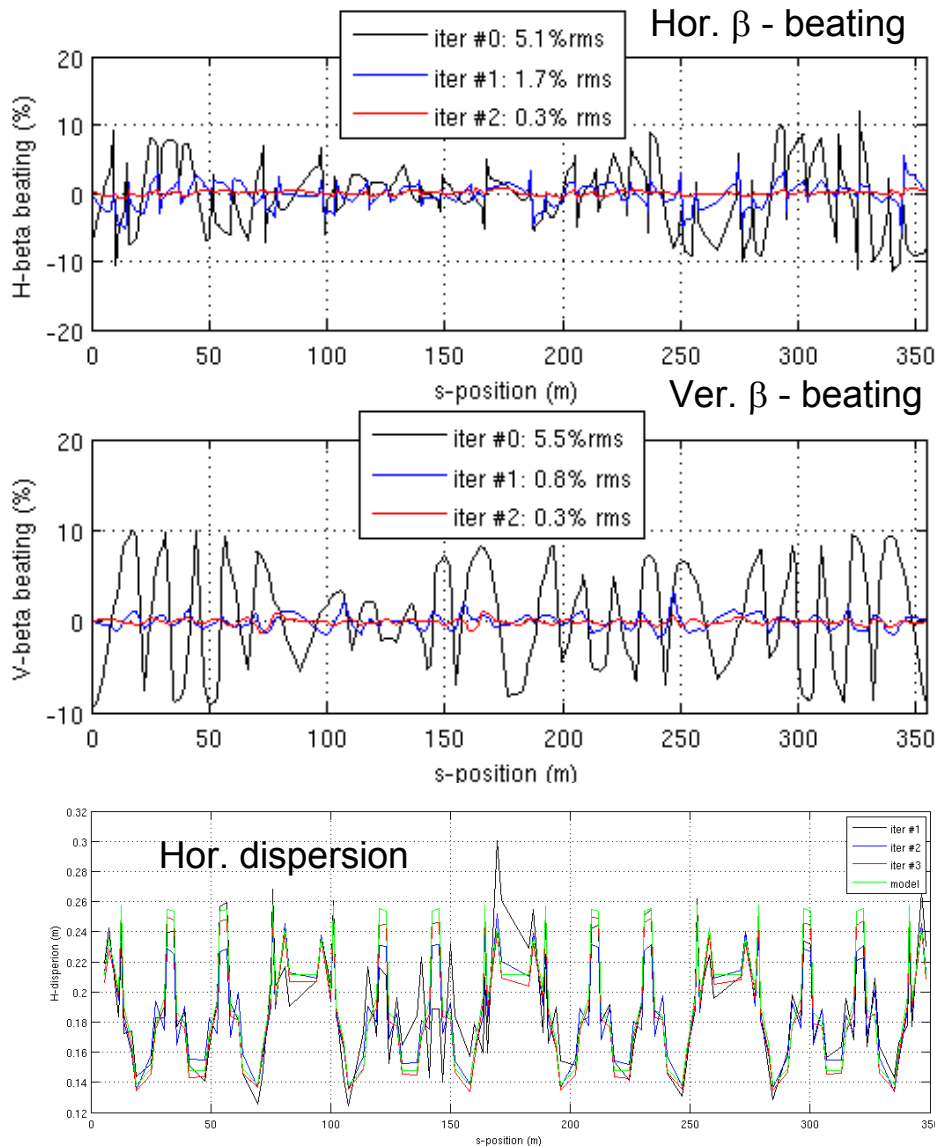 Hor. β - beating
iter #0: 5.1%rms
iter #1: 1.7% rms
iter #2: 0.3% rms
H-beta beating (%)
20
10
0
-10
-20
0 50 100 150 200 250 300 350
s-position (m)
Ver. β - beating
iter #0: 5.5%rms
iter #1: 0.8% rms
iter #2: 0.3% rms
V-beta beating (%)
20
10
0
-10
0 50 100 150 200 250 300 350
s-position (m)
Hor. dispersion
iter #1
iter #2
iter #3
model
H-disperion (m)
0.32
0.3
0.28
0.26
0.24
0.22
0.2
0.18
0.16
0.14
0.12
0 50 100 150 200 250 300 350
s-position (m)